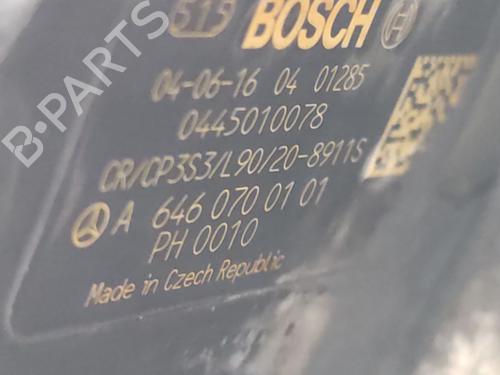 515 BOSCH
04-06-16 04 01285
0445010078
CR/CP3S3/L90/20-8911S
A 646 070 01 01
PH 0010
Made in Czech Republic
B-PARTS